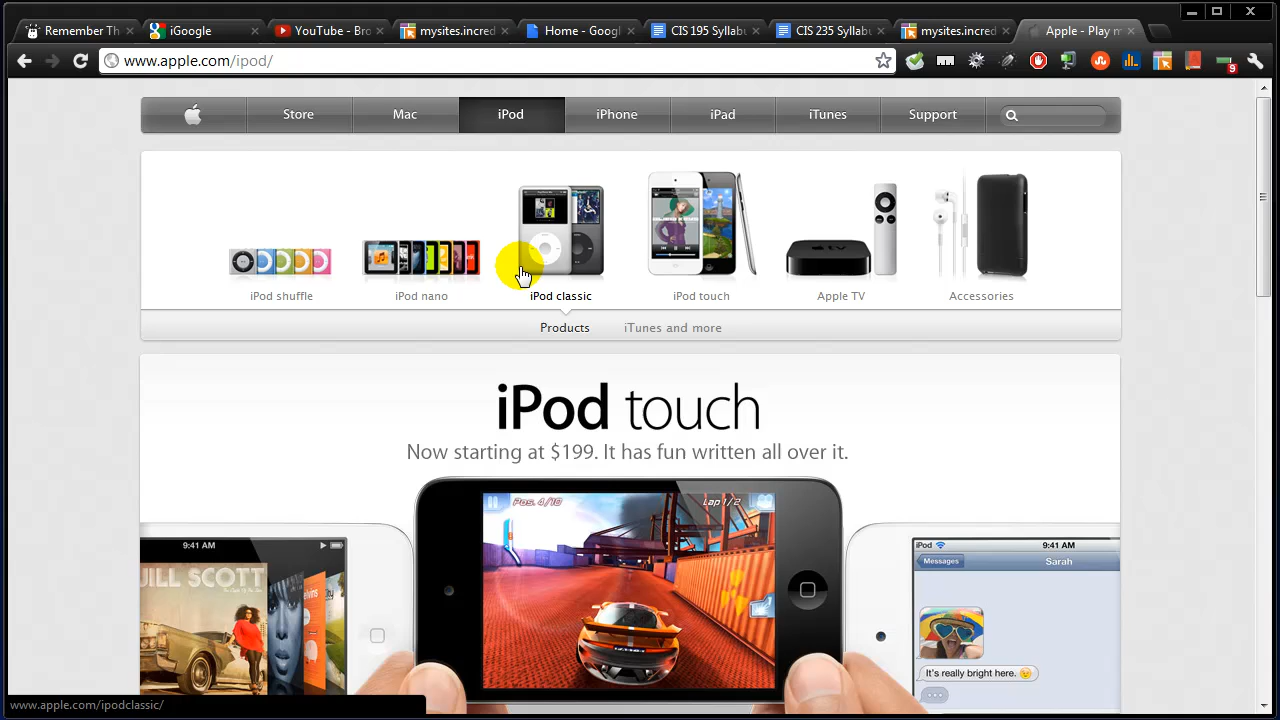 Remember Th
iGoogle
YouTube - Bro
mysites.incred
Home - Googl
CIS 195 Syllab
CIS 235 Syllab
mysites.incred
Apple - Play m
www.apple.com/ipod/
9
Store
Mac
iPod
iPhone
iPad
iTunes
Support
iPod shuffle
iPod nano
iPod classic
iPod touch
Apple TV
Accessories
Products
iTunes and more
iPod touch
Now starting at $199. It has fun written all over it.
Pos. 4/10
Lap 1/2
9:41 AM
JILL SCOTT
iPod
9:41 AM
Messages
Sarah
It's really bright here.
www.apple.com/ipodclassic/